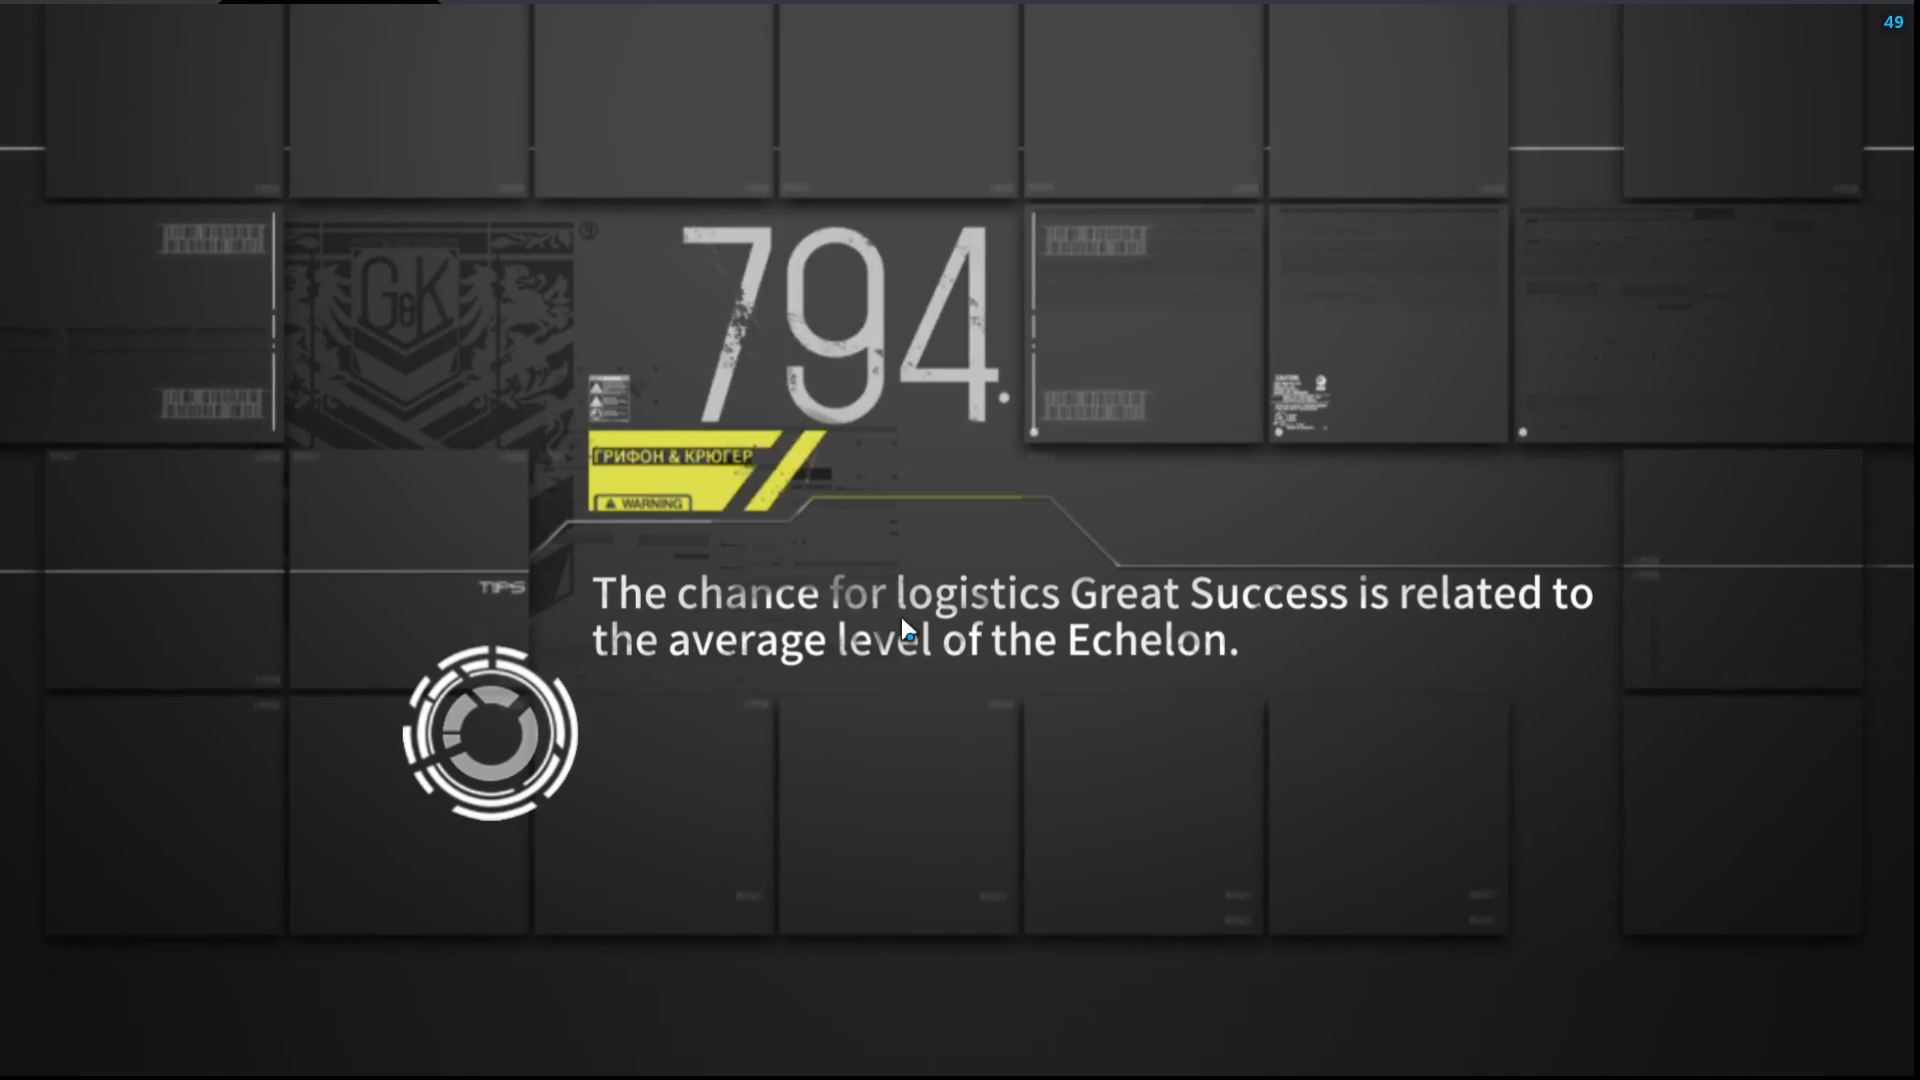 49
G&K
794.
ГРИФОН & КРЮГЕР
WARNING
TIPS
The chance for logistics Great Success is related to
the average level of the Echelon.
CAUTION